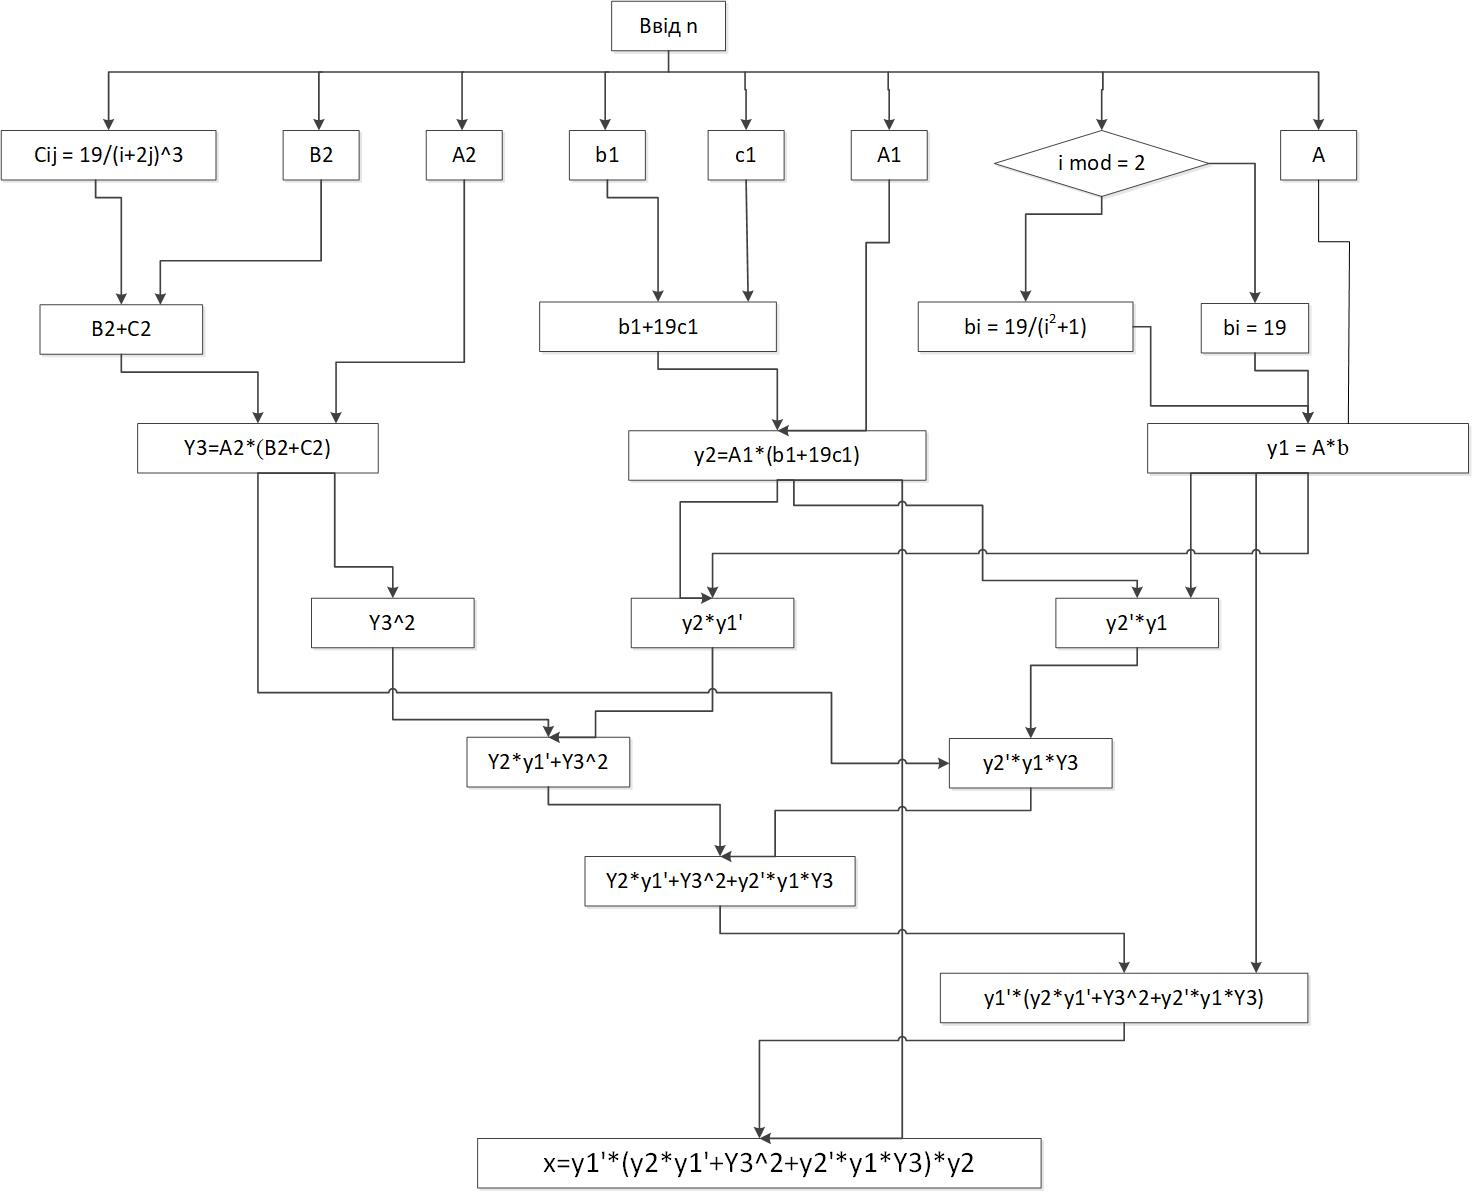 Ввід n
Cij = 19/(i+2j)^3
B2
A2
b1
c1
A1
i mod = 2
A
B2+C2
b1+19c1
bi = 19/(i²+1)
bi = 19
Y3=A2*(B2+C2)
y2=A1*(b1+19c1)
y1 = A*b
Y3^2
y2*y1'
y2'*y1
Y2*y1'+Y3^2
y2'*y1*Y3
Y2*y1'+Y3^2+y2'*y1*Y3
y1'*(y2*y1'+Y3^2+y2'*y1*Y3)
x=y1'*(y2*y1'+Y3^2+y2'*y1*Y3)*y2